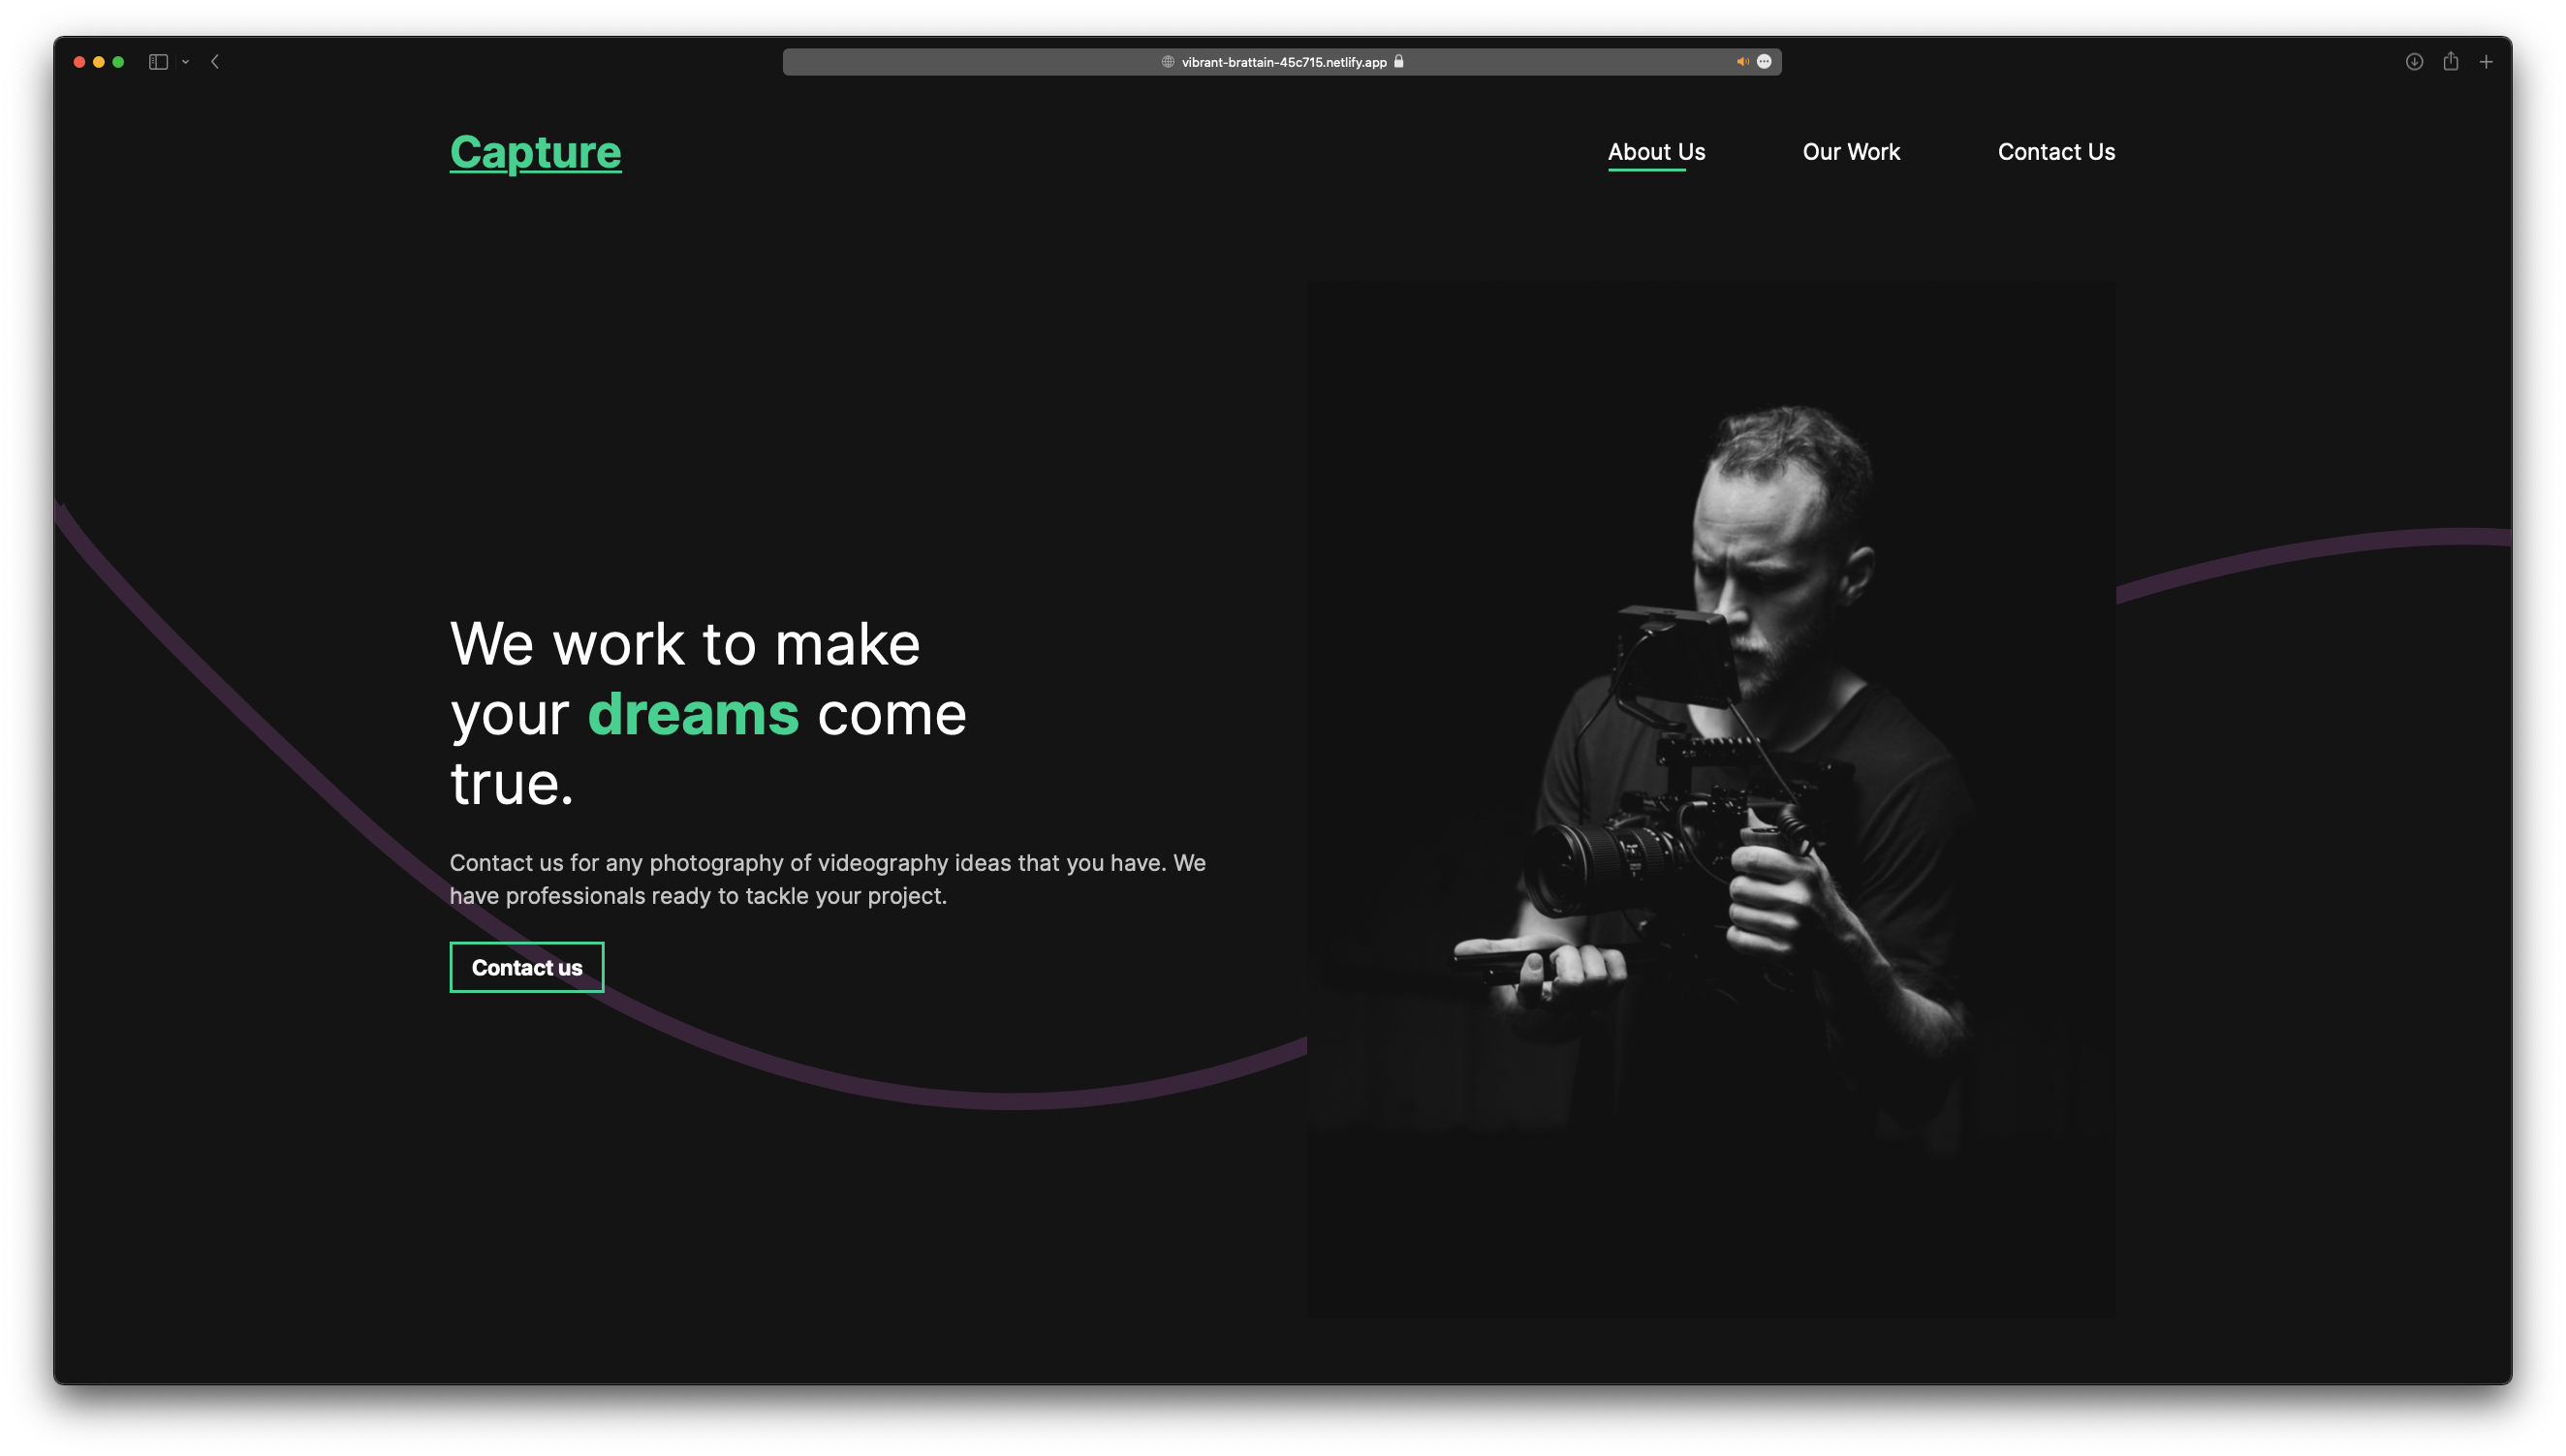 vibrant-brattain-45c715.netlify.app
Capture
About Us
Our Work
Contact Us
We work to make
your dreams come
true.
Contact us for any photography of videography ideas that you have. We
have professionals ready to tackle your project.
Contact us